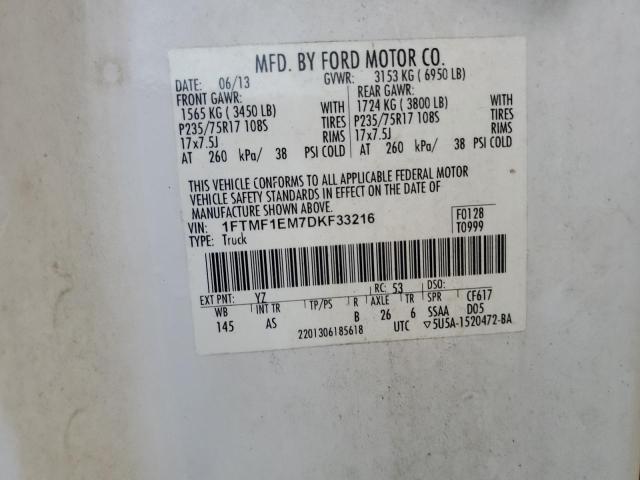 MFD. BY FORD MOTOR CO.
DATE: 06/13 GVWR: 3153 KG ( 6950 LB)
FRONT GAWR: REAR GAWR:
1565 KG ( 3450 LB) WITH 1724 KG ( 3800 LB) WITH
P235/75R17 108S TIRES P235/75R17 108S TIRES
17x7.5J RIMS 17x7.5J RIMS
AT 260 kPa/ 38 PSI COLD AT 260 kPa/ 38 PSI COLD
THIS VEHICLE CONFORMS TO ALL APPLICABLE FEDERAL MOTOR
VEHICLE SAFETY STANDARDS IN EFFECT ON THE DATE OF
MANUFACTURE SHOWN ABOVE.
VIN: 1FTMF1EM7DKF33216 F0128
TYPE: Truck T0999
EXT PNT: YZ RC: 53 DSO:
WB INT TR TP/PS R AXLE TR SPR CF617
145 AS B 26 6 SSAA D05
2201306185618 UTC ▽5U5A-1520472-BA